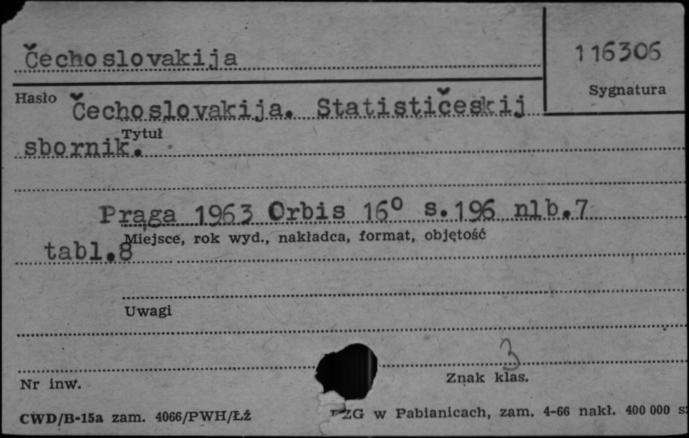 Čechoslovakija
116306
Hasło
Sygnatura
Čechoslovakija. Statističeskij
Tytuł
sbornik.
Praga 1963 Orbis 16° s.196 nlb.7
Miejsce, rok wyd., nakładca, format, objętość
tabl.8
Uwagi
3
Nr inw.
Znak klas.
CWD/B-15a zam. 4066/PWH/ŁŻ
w Pabianicach, zam. 4-66 nakł. 400 000